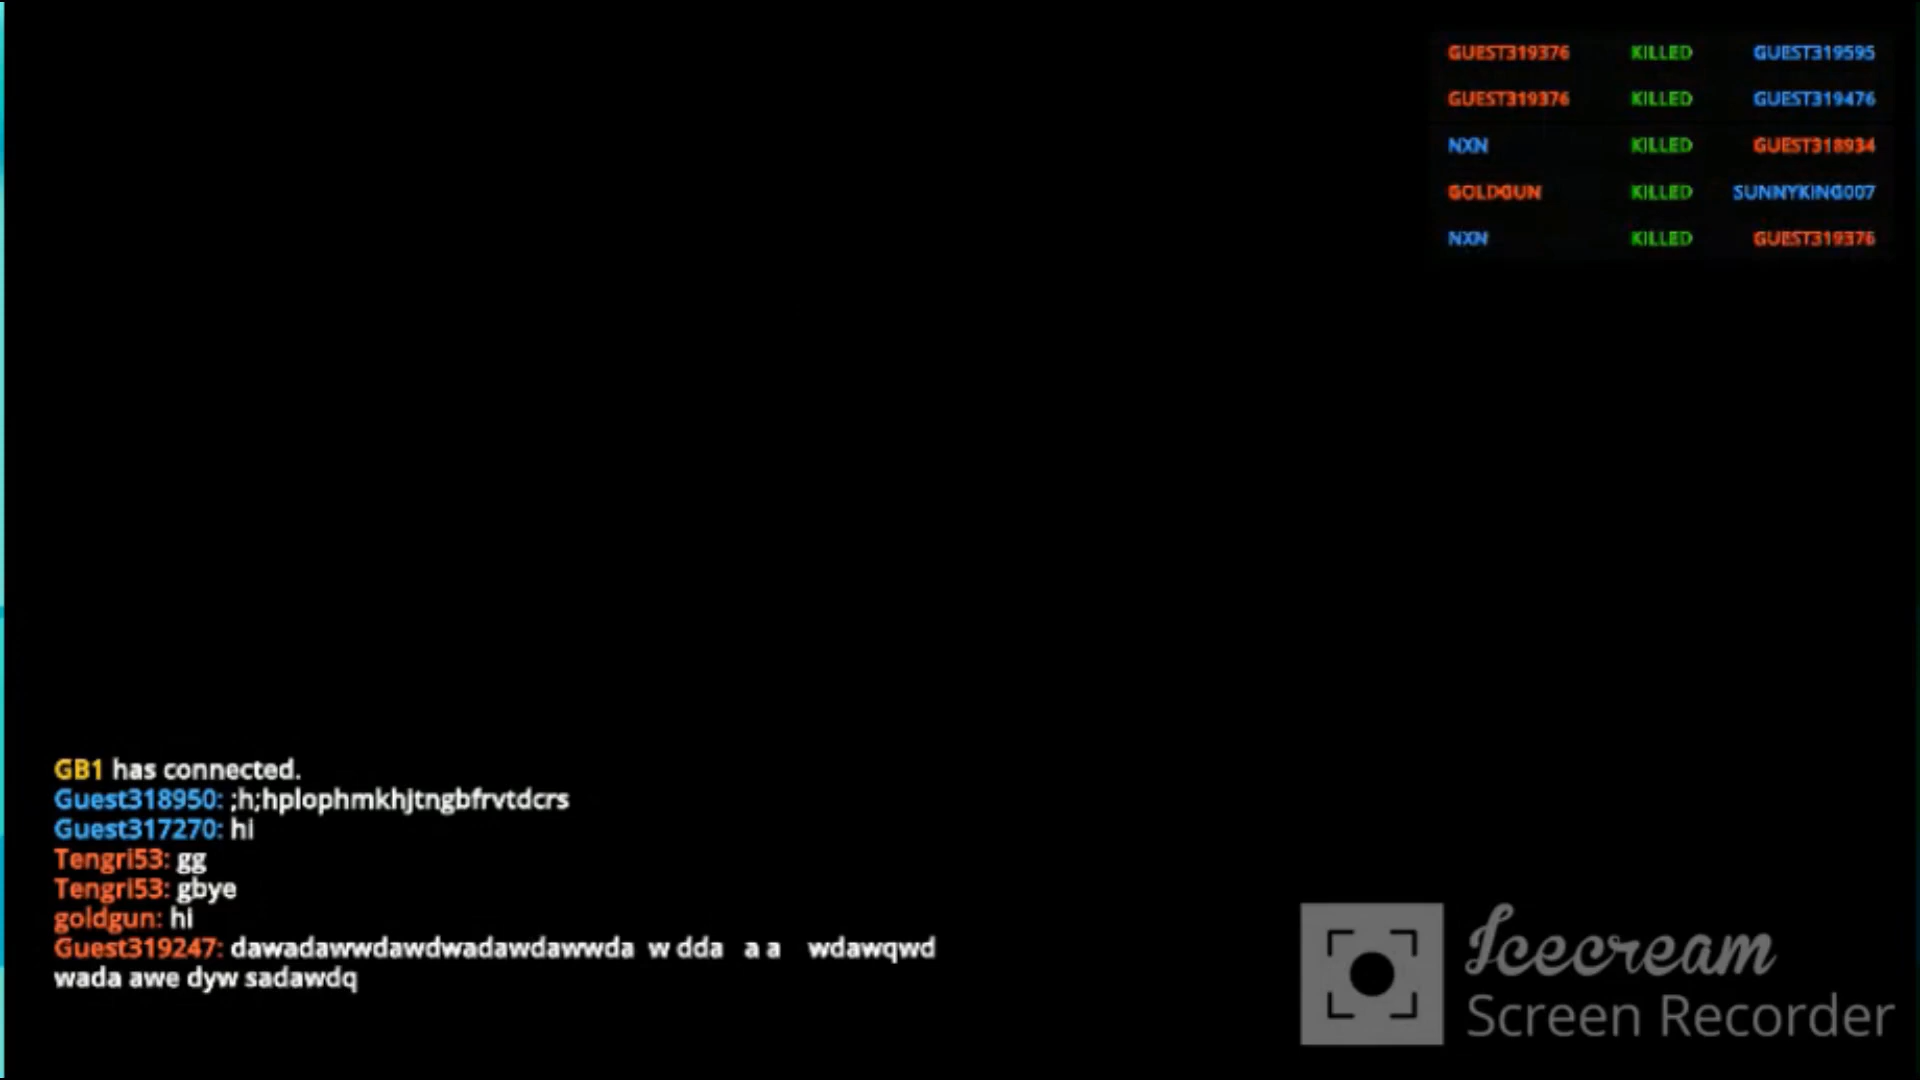 GUEST319376 KILLED GUEST319595
GUEST319376 KILLED GUEST319476
NXN KILLED GUEST318934
GOLDGUN KILLED SUNNYKING007
NXN KILLED GUEST319376
GB1 has connected.
Guest318950: ;h;hplophmkhjtngbfrvtdcrs
Guest317270: hi
Tengri53: gg
Tengri53: gbye
goldgun: hi
Guest319247: dawadawwdawdwadawdawwda w dda a a wdawqwd
wada awe dyw sadawdq
Icecream
Screen Recorder